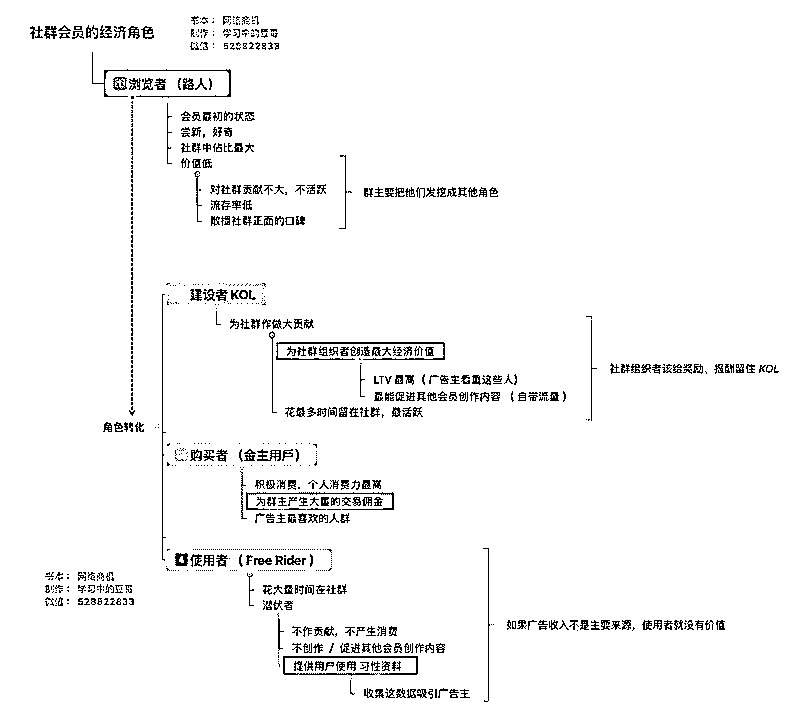 社群会员的经济角色
书本： 网络商机
制作： 学习中的豆哥
微信： 528822833
浏览者 （路人）
会员最初的状态
尝新，好奇
社群中佔比最大
价值低
对社群贡献不大，不活跃
流存率低
散播社群正面的口碑
群主要把他们发挖成其他角色
建设者 KOL
为社群作做大贡献
为社群组织者创造最大经济价值
LTV 最高（广告主看重这些人）
最能促进其他会员创作内容 （自带流量）
花最多时间留在社群，最活跃
社群组织者该给奖励、报酬留住 KOL
角色转化
购买者 （金主用戶）
积极消费，个人消费力最高
为群主产生大量的交易佣金
广告主最喜欢的人群
使用者 （Free Rider）
花大量时间在社群
潜伏者
不作贡献，不产生消费
不创作 / 促进其他会员创作内容
提供用户使用习性资料
收集这数据吸引广告主
如果广告收入不是主要来源，使用者就没有价值
书本： 网络商机
制作： 学习中的豆哥
微信： 528822833